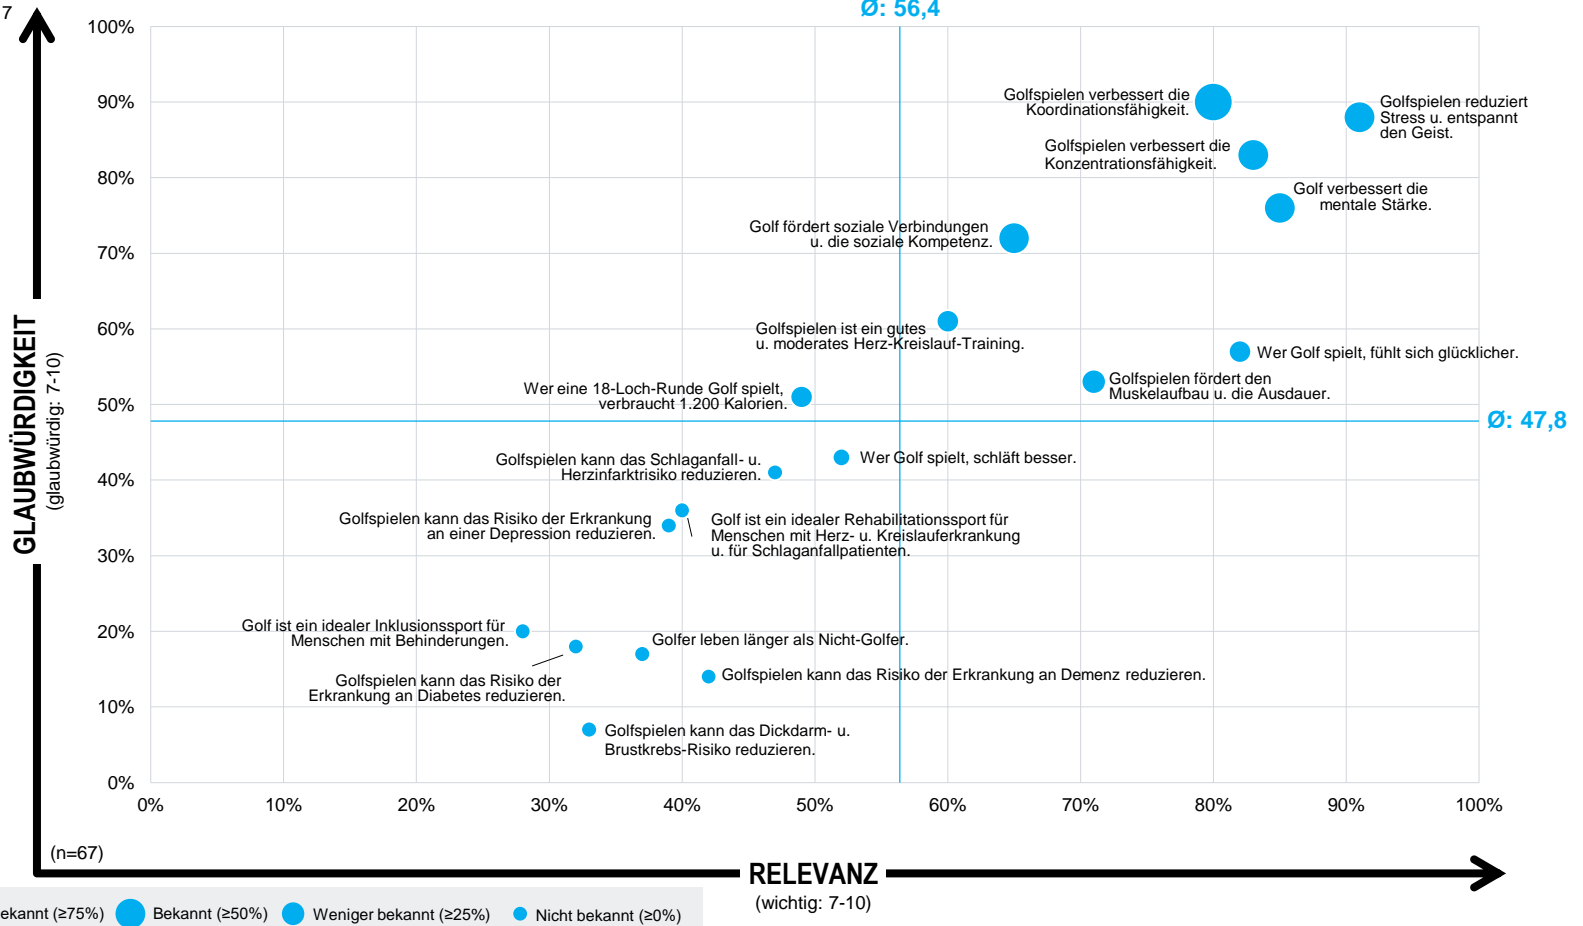 7
Ø: 56,4
100%
90%
80%
70%
60%
50%
40%
30%
20%
10%
0%
GLAUBWÜRDIGKEIT
(glaubwürdig: 7-10)
Golfspielen verbessert die
Koordinationsfähigkeit.
Golfspielen reduziert
Stress u. entspannt
den Geist.
Golfspielen verbessert die
Konzentrationsfähigkeit.
Golf verbessert die
mentale Stärke.
Golf fördert soziale Verbindungen
u. die soziale Kompetenz.
Golfspielen ist ein gutes
u. moderates Herz-Kreislauf-Training.
Wer Golf spielt, fühlt sich glücklicher.
Golfspielen fördert den
Muskelaufbau u. die Ausdauer.
Wer eine 18-Loch-Runde Golf spielt,
verbraucht 1.200 Kalorien.
Ø: 47,8
Wer Golf spielt, schläft besser.
Golfspielen kann das Schlaganfall- u.
Herzinfarktrisiko reduzieren.
Golfspielen kann das Risiko der Erkrankung
an einer Depression reduzieren.
Golf ist ein idealer Rehabilitationssport für
Menschen mit Herz- u. Kreislauferkrankung
u. für Schlaganfallpatienten.
Golf ist ein idealer Inklusionssport für
Menschen mit Behinderungen.
Golfer leben länger als Nicht-Golfer.
Golfspielen kann das Risiko der
Erkrankung an Diabetes reduzieren.
Golfspielen kann das Risiko der Erkrankung an Demenz reduzieren.
Golfspielen kann das Dickdarm- u.
Brustkrebs-Risiko reduzieren.
0% 10% 20% 30% 40% 50% 60% 70% 80% 90% 100%
(n=67)
RELEVANZ
(wichtig: 7-10)
ekannt (≥75%) Bekannt (≥50%) Weniger bekannt (≥25%) Nicht bekannt (≥0%)